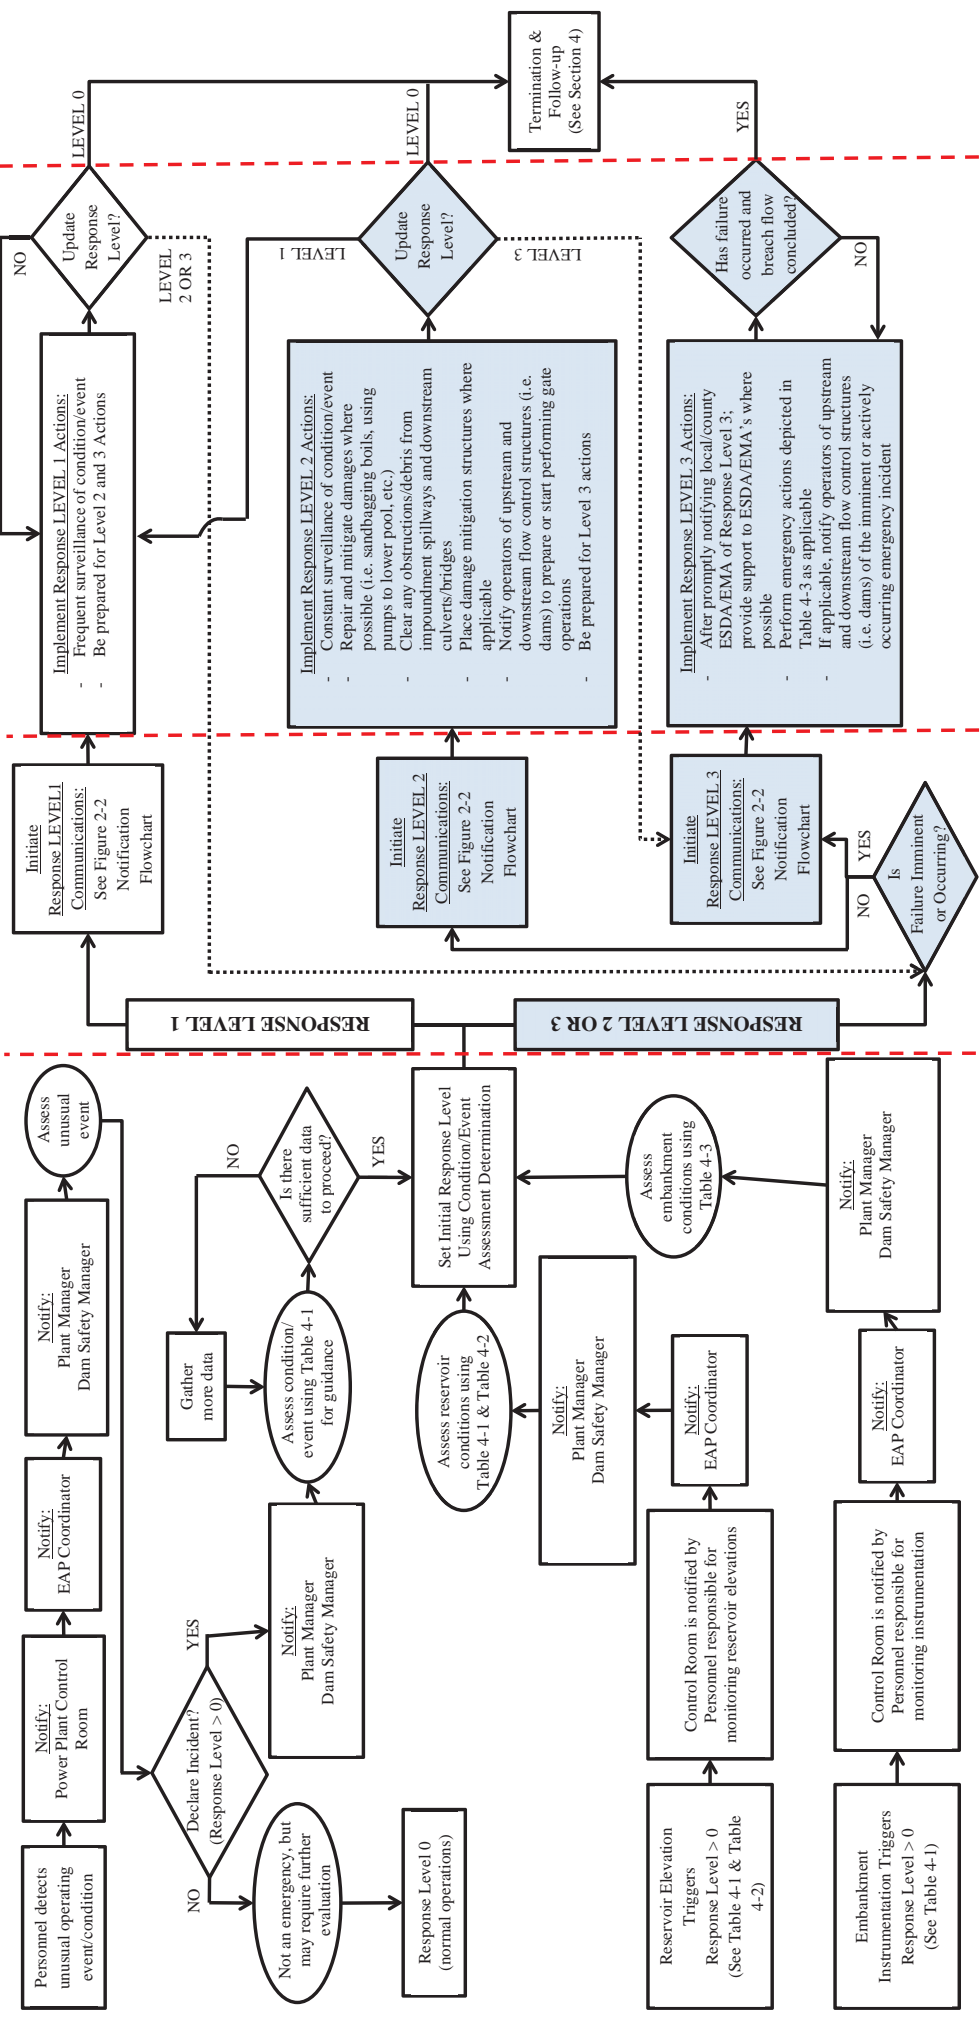 Personnel detects
unusual operating
event/condition
Notify:
Power Plant Control
Room
Notify:
EAP Coordinator
Notify:
Plant Manager
Dam Safety Manager
Assess
unusual
event
Declare Incident?
(Response Level > 0)
NO
YES
Not an emergency, but
may require further
evaluation
Response Level 0
(normal operations)
Notify:
Plant Manager
Dam Safety Manager
Assess condition/
event using Table 4-1
for guidance
Gather
more data
Is there
sufficient data
to proceed?
NO
YES
Reservoir Elevation
Triggers
Response Level > 0
(See Table 4-1 & Table
4-2)
Control Room is notified by
Personnel responsible for
monitoring reservoir elevations
Notify:
EAP Coordinator
Notify:
Plant Manager
Dam Safety Manager
Assess reservoir
conditions using
Table 4-1 & Table 4-2
Set Initial Response Level
Using Condition/Event
Assessment Determination
Embankment
Instrumentation Triggers
Response Level > 0
(See Table 4-1)
Control Room is notified by
Personnel responsible for
monitoring instrumentation
Notify:
EAP Coordinator
Notify:
Plant Manager
Dam Safety Manager
Assess
embankment
conditions using
Table 4-3
RESPONSE LEVEL 1
RESPONSE LEVEL 2 OR 3
Initiate
Response LEVEL1
Communications:
See Figure 2-2
Notification
Flowchart
Initiate
Response LEVEL 2
Communications:
See Figure 2-2
Notification
Flowchart
Initiate
Response LEVEL 3
Communications:
See Figure 2-2
Notification
Flowchart
Is
Failure Imminent
or Occurring?
NO
YES
Implement Response LEVEL 1 Actions:
- Frequent surveillance of condition/event
- Be prepared for Level 2 and 3 Actions
Update
Response
Level?
NO
LEVEL 0
LEVEL
2 OR 3
Implement Response LEVEL 2 Actions:
- Constant surveillance of condition/event
- Repair and mitigate damages where
possible (i.e. sandbagging boils, using
pumps to lower pool, etc.)
- Clear any obstructions/debris from
impoundment spillways and downstream
culverts/bridges
- Place damage mitigation structures where
applicable
- Notify operators of upstream and
downstream flow control structures (i.e.
dams) to prepare or start performing gate
operations
- Be prepared for Level 3 actions
Update
Response
Level?
LEVEL 1
LEVEL 0
LEVEL 3
Implement Response LEVEL 3 Actions:
- After promptly notifying local/county
ESDA/EMA of Response Level 3;
provide support to ESDA/EMA's where
possible
- Perform emergency actions depicted in
Table 4-3 as applicable
- If applicable, notify operators of upstream
and downstream flow control structures
(i.e. dams) of the imminent or actively
occurring emergency incident
Has failure
occurred and
breach flow
concluded?
YES
NO
Termination &
Follow-up
(See Section 4)